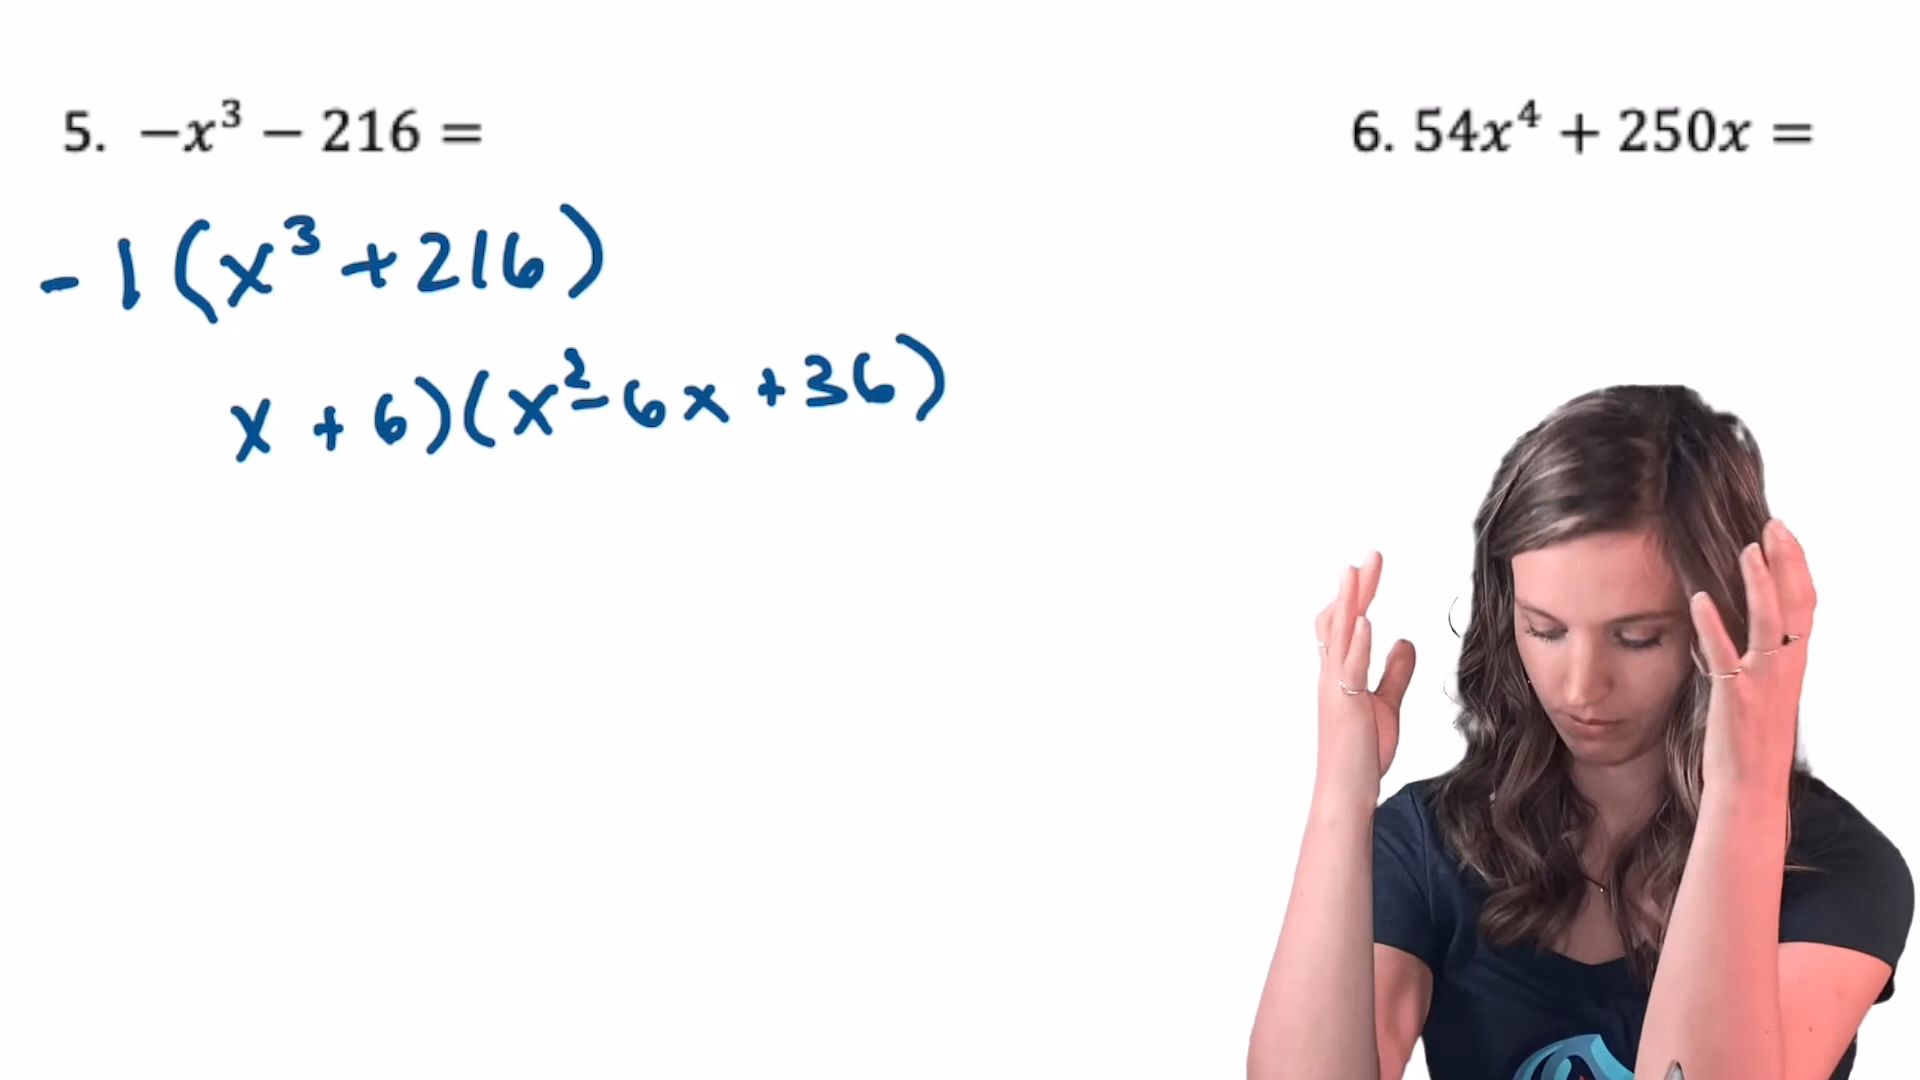 5. −x³ − 216 =
-1(x³+216)
x + 6)(x²-6x+36)
6. 54x⁴ + 250x =